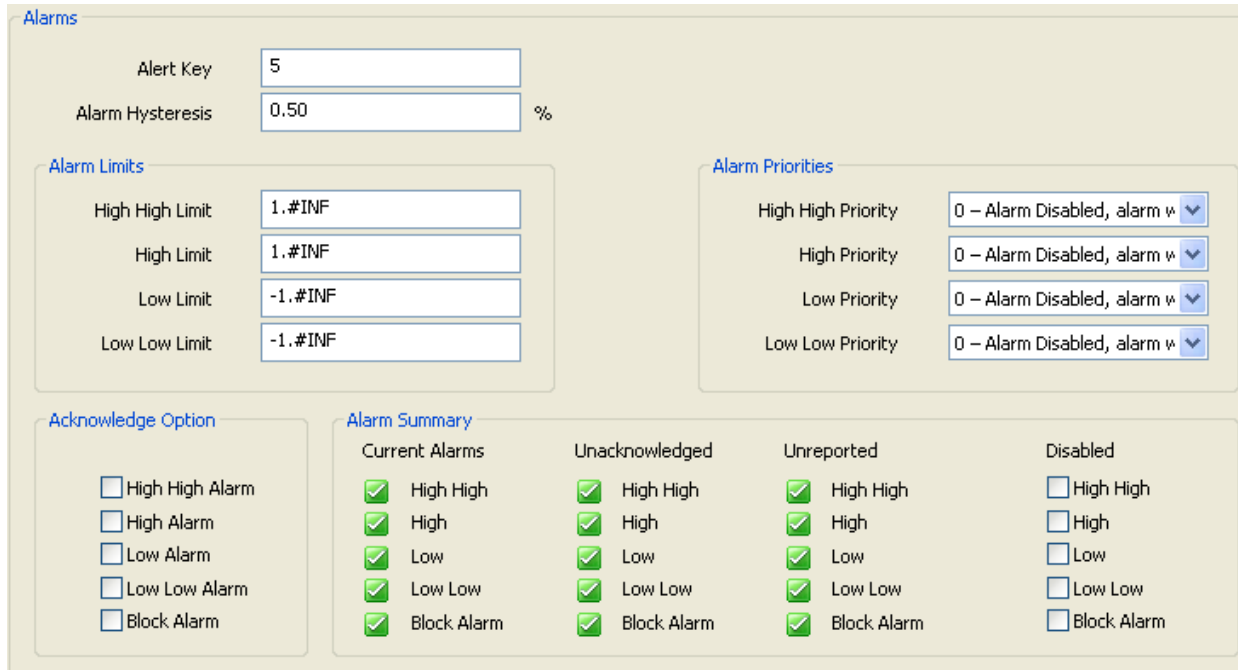 Alarms
Alert Key 5
Alarm Hysteresis 0.50 %
Alarm Limits
High High Limit 1.#INF
High Limit 1.#INF
Low Limit -1.#INF
Low Low Limit -1.#INF
Alarm Priorities
High High Priority 0 – Alarm Disabled, alarm w
High Priority 0 – Alarm Disabled, alarm w
Low Priority 0 – Alarm Disabled, alarm w
Low Low Priority 0 – Alarm Disabled, alarm w
Acknowledge Option
High High Alarm
High Alarm
Low Alarm
Low Low Alarm
Block Alarm
Alarm Summary
Current Alarms Unacknowledged Unreported Disabled
High High High High High High High High
High High High High
Low Low Low Low
Low Low Low Low Low Low Low Low
Block Alarm Block Alarm Block Alarm Block Alarm